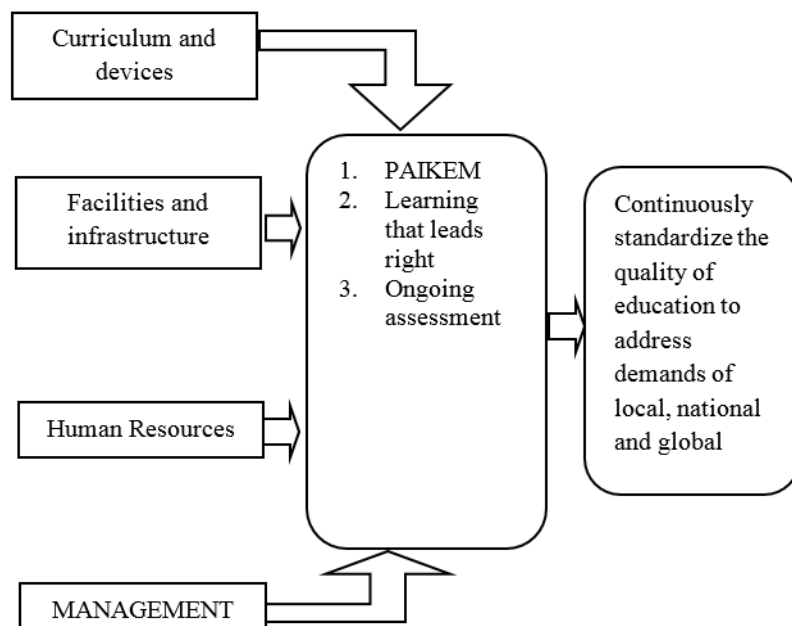 Curriculum and
devices
Facilities and
infrastructure
Human Resources
MANAGEMENT
1. PAIKEM
2. Learning
that leads
right
3. Ongoing
assessment
Continuously
standardize the
quality of
education to
address
demands of
local, national
and global